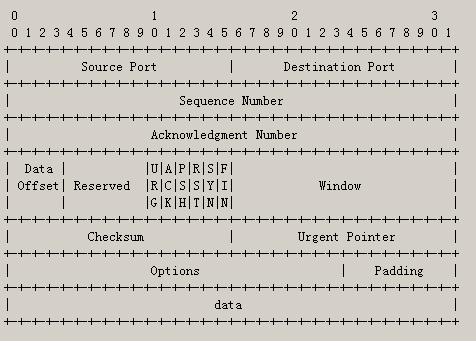 0                   1                   2                   3
0 1 2 3 4 5 6 7 8 9 0 1 2 3 4 5 6 7 8 9 0 1 2 3 4 5 6 7 8 9 0 1
+-+-+-+-+-+-+-+-+-+-+-+-+-+-+-+-+-+-+-+-+-+-+-+-+-+-+-+-+-+-+-+-+
|          Source Port          |       Destination Port        |
+-+-+-+-+-+-+-+-+-+-+-+-+-+-+-+-+-+-+-+-+-+-+-+-+-+-+-+-+-+-+-+-+
|                        Sequence Number                        |
+-+-+-+-+-+-+-+-+-+-+-+-+-+-+-+-+-+-+-+-+-+-+-+-+-+-+-+-+-+-+-+-+
|                    Acknowledgment Number                      |
+-+-+-+-+-+-+-+-+-+-+-+-+-+-+-+-+-+-+-+-+-+-+-+-+-+-+-+-+-+-+-+-+
|  Data |           |U|A|P|R|S|F|                               |
| Offset| Reserved  |R|C|S|S|Y|I|            Window             |
|       |           |G|K|H|T|N|N|                               |
+-+-+-+-+-+-+-+-+-+-+-+-+-+-+-+-+-+-+-+-+-+-+-+-+-+-+-+-+-+-+-+-+
|           Checksum            |         Urgent Pointer        |
+-+-+-+-+-+-+-+-+-+-+-+-+-+-+-+-+-+-+-+-+-+-+-+-+-+-+-+-+-+-+-+-+
|                    Options                    |    Padding    |
+-+-+-+-+-+-+-+-+-+-+-+-+-+-+-+-+-+-+-+-+-+-+-+-+-+-+-+-+-+-+-+-+
|                             data                              |
+-+-+-+-+-+-+-+-+-+-+-+-+-+-+-+-+-+-+-+-+-+-+-+-+-+-+-+-+-+-+-+-+